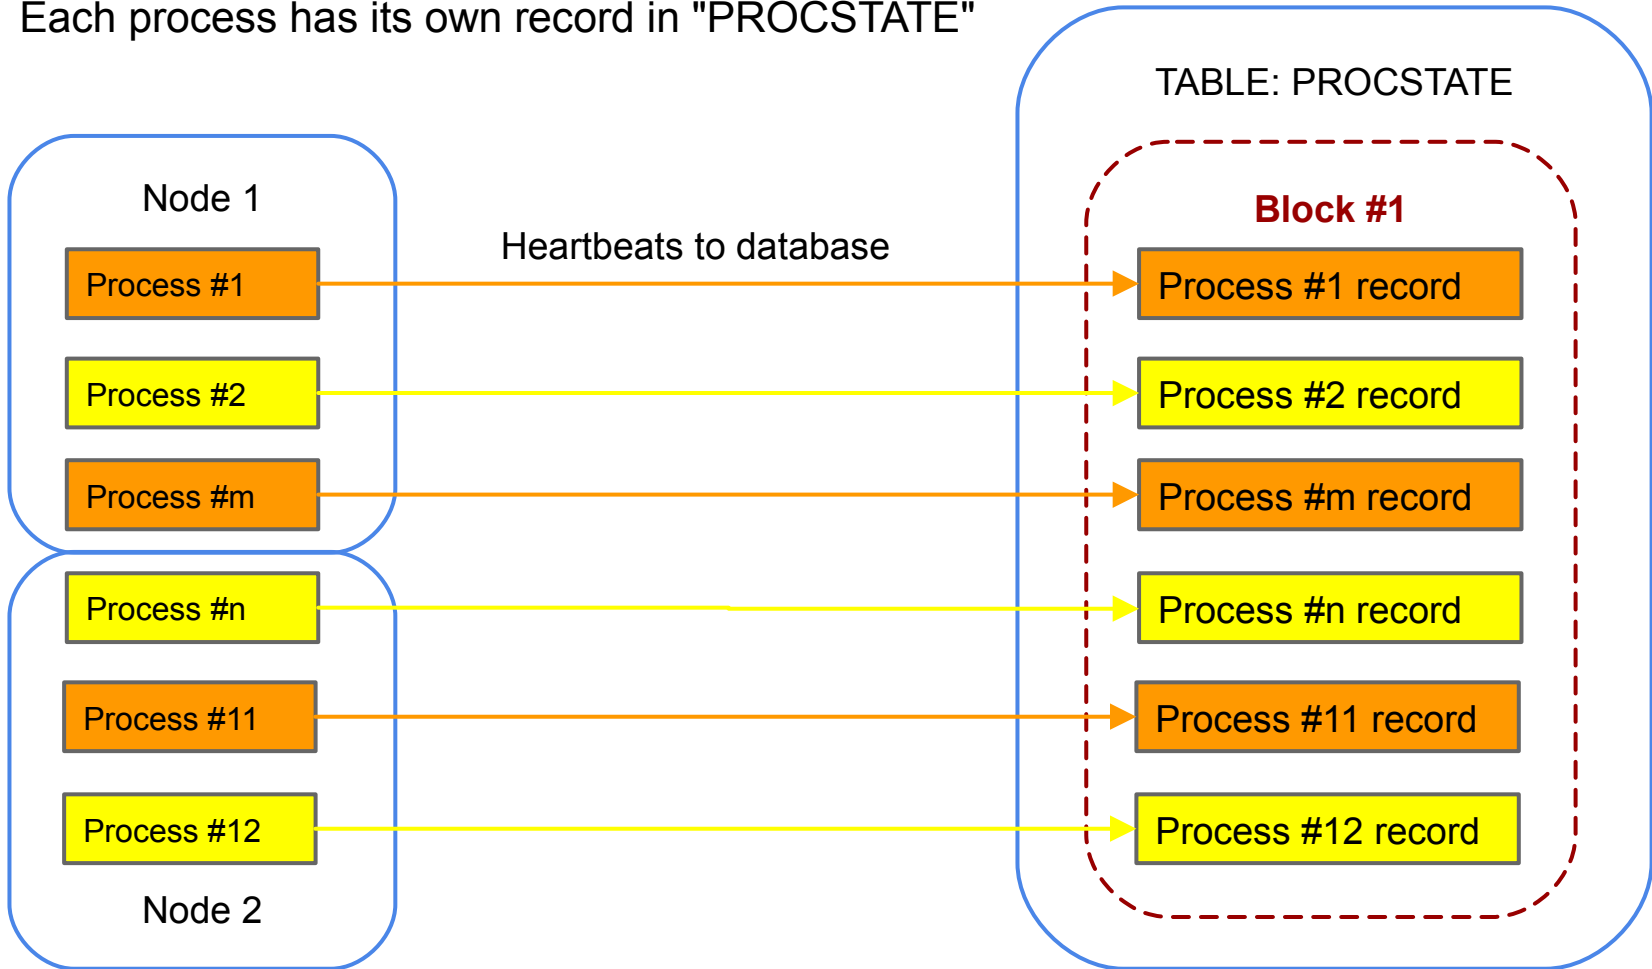 Each process has its own record in "PROCSTATE"
TABLE: PROCSTATE
Node 1
Block #1
Heartbeats to database
Process #1
Process #1 record
Process #2
Process #2 record
Process #m
Process #m record
Process #n
Process #n record
Process #11
Process #11 record
Process #12
Process #12 record
Node 2